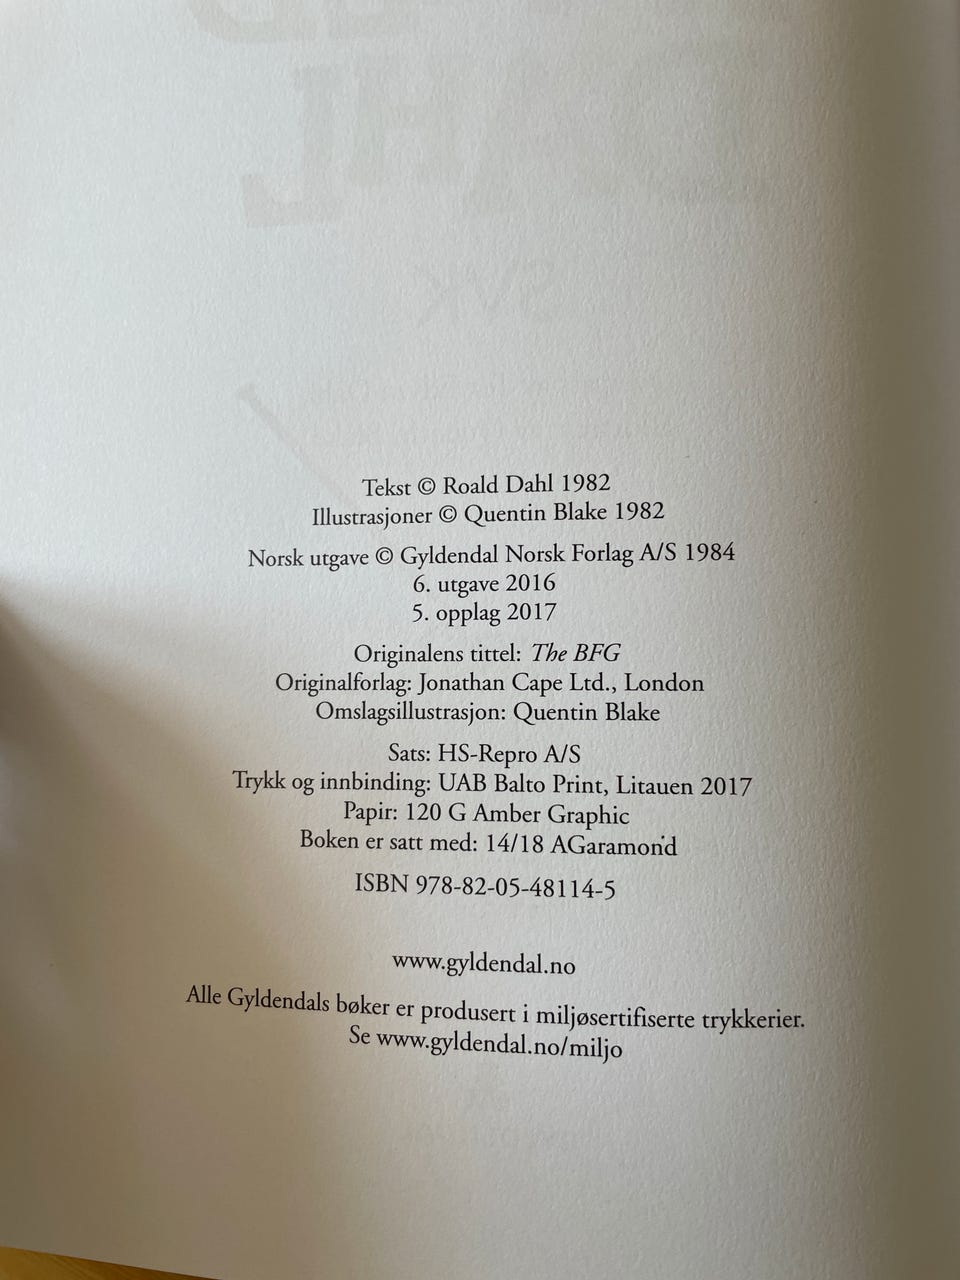 Tekst © Roald Dahl 1982
Illustrasjoner © Quentin Blake 1982
Norsk utgave © Gyldendal Norsk Forlag A/S 1984
6. utgave 2016
5. opplag 2017
Originalens tittel: The BFG
Originalforlag: Jonathan Cape Ltd., London
Omslagsillustrasjon: Quentin Blake
Sats: HS-Repro A/S
Trykk og innbinding: UAB Balto Print, Litauen 2017
Papir: 120 G Amber Graphic
Boken er satt med: 14/18 AGaramond
ISBN 978-82-05-48114-5
www.gyldendal.no
Alle Gyldendals bøker er produsert i miljøsertifiserte trykkerier.
Se www.gyldendal.no/miljo